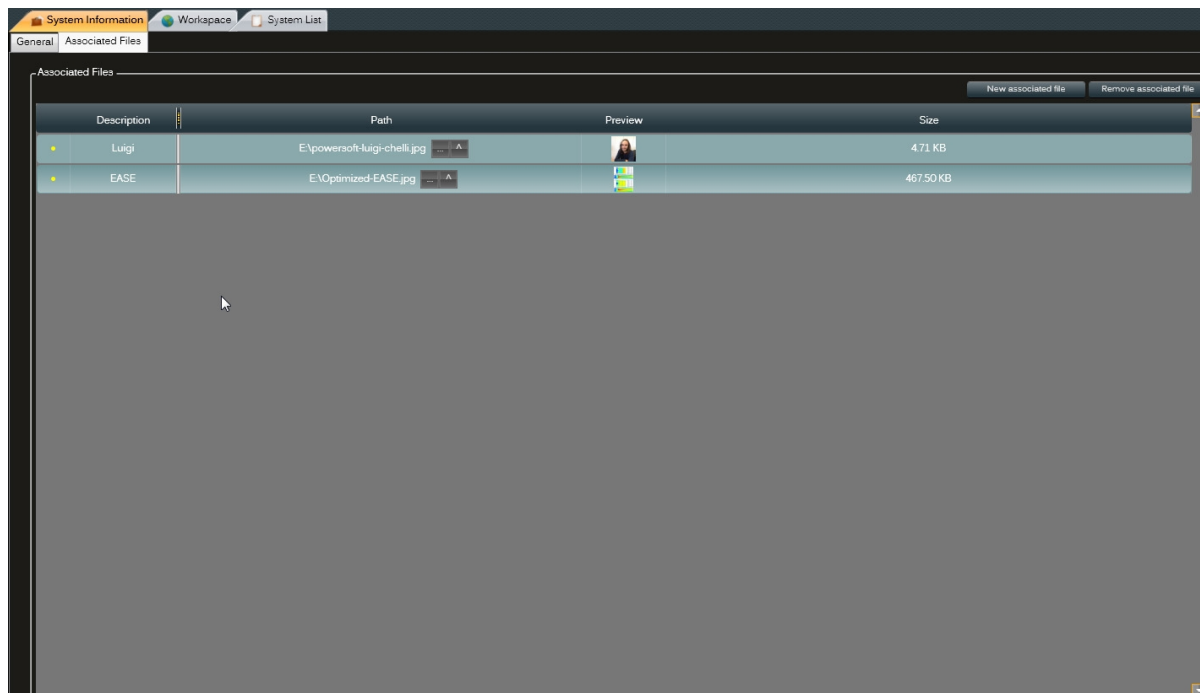 System Information Workapace System List
General Associated Files
Associated Files
New associated file Remove associated file
Description Path Preview Size
Luigi E:\powersoft-luigi-chelli.jpg ... ^ 4.71 KB
EASE E:\Optimized-EASE.jpg ... ^ 467.50 KB